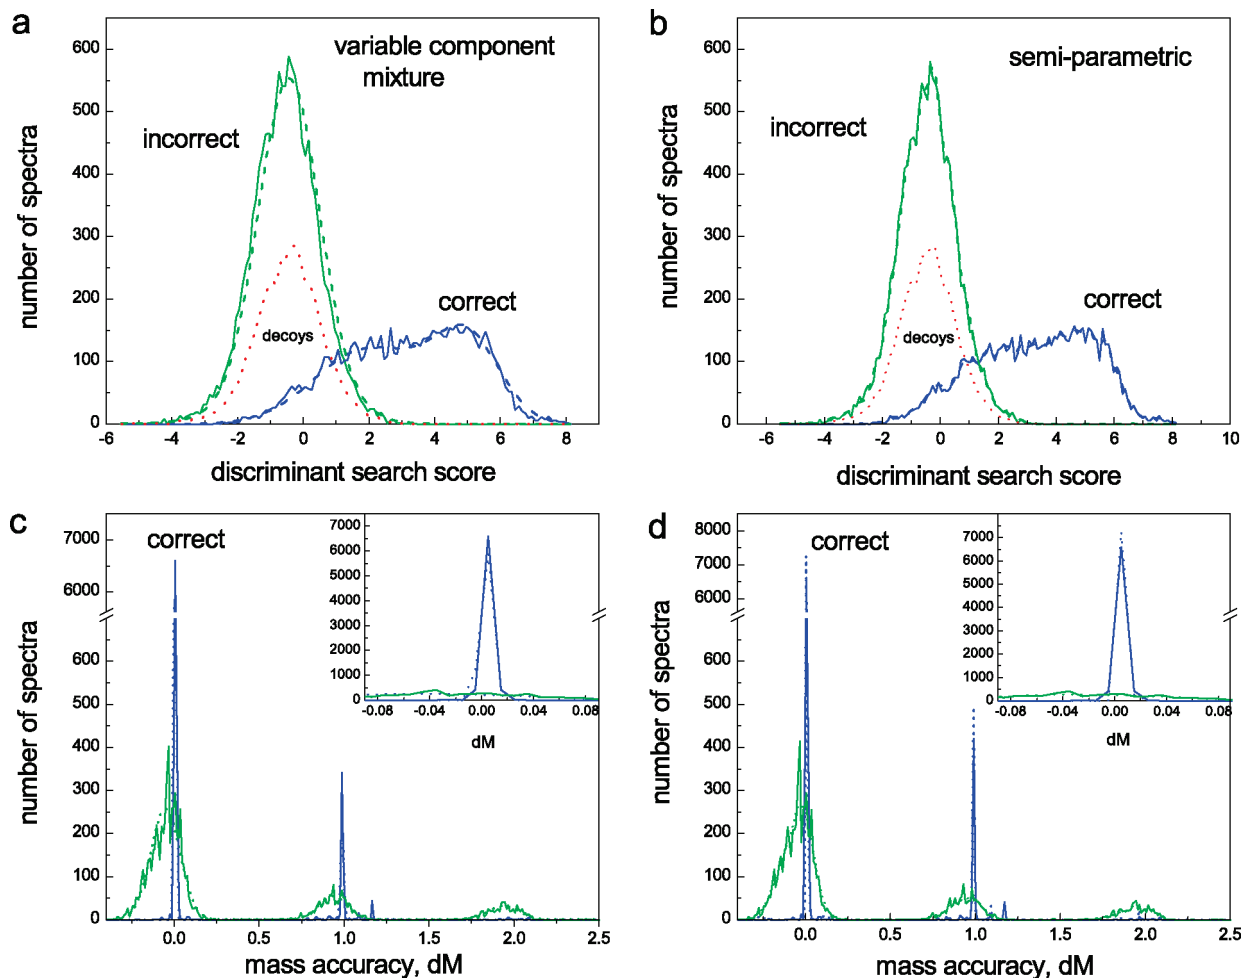 a
variable component
mixture
incorrect
correct
decoys
number of spectra
600
500
400
300
200
100
0
-6 -4 -2 0 2 4 6 8
discriminant search score
b
semi-parametric
incorrect
correct
decoys
number of spectra
600
500
400
300
200
100
0
-6 -4 -2 0 2 4 6 8 10
discriminant search score
c
correct
number of spectra
7000
6000
600
500
400
300
200
100
0
0.0 0.5 1.0 1.5 2.0 2.5
mass accuracy, dM
7000
6000
5000
4000
3000
2000
1000
0
-0.08 -0.04 0.00 0.04 0.08
dM
d
correct
number of spectra
8000
7000
6000
600
500
400
300
200
100
0
0.0 0.5 1.0 1.5 2.0 2.5
mass accuracy, dM
7000
6000
5000
4000
3000
2000
1000
0
-0.08 -0.04 0.00 0.04 0.08
dM